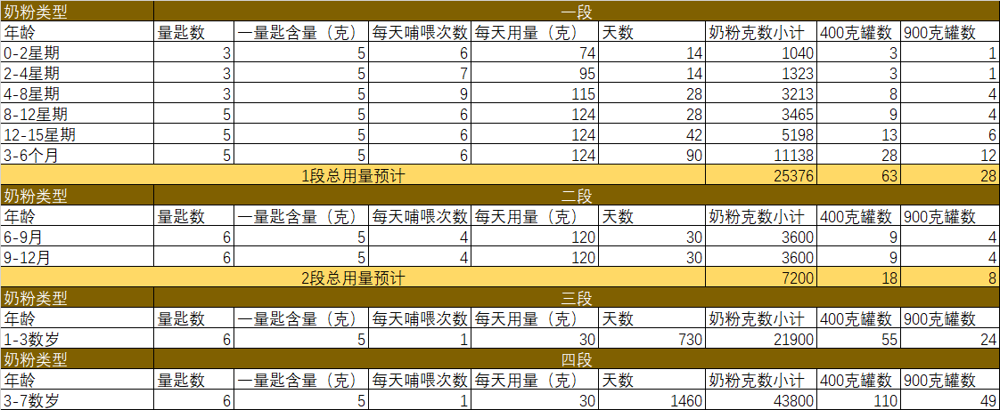 奶粉类型 一段
年龄 量匙数 一量匙含量（克） 每天哺喂次数 每天用量（克） 天数 奶粉克数小计 400克罐数 900克罐数
0-2星期 3 5 6 74 14 1040 3 1
2-4星期 3 5 7 95 14 1323 3 1
4-8星期 3 5 9 115 28 3213 8 4
8-12星期 5 5 6 124 28 3465 9 4
12-15星期 5 5 6 124 42 5198 13 6
3-6个月 5 5 6 124 90 11138 28 12
1段总用量预计 25376 63 28
奶粉类型 二段
年龄 量匙数 一量匙含量（克） 每天哺喂次数 每天用量（克） 天数 奶粉克数小计 400克罐数 900克罐数
6-9月 6 5 4 120 30 3600 9 4
9-12月 6 5 4 120 30 3600 9 4
2段总用量预计 7200 18 8
奶粉类型 三段
年龄 量匙数 一量匙含量（克） 每天哺喂次数 每天用量（克） 天数 奶粉克数小计 400克罐数 900克罐数
1-3数岁 6 5 1 30 730 21900 55 24
奶粉类型 四段
年龄 量匙数 一量匙含量（克） 每天哺喂次数 每天用量（克） 天数 奶粉克数小计 400克罐数 900克罐数
3-7数岁 6 5 1 30 1460 43800 110 49